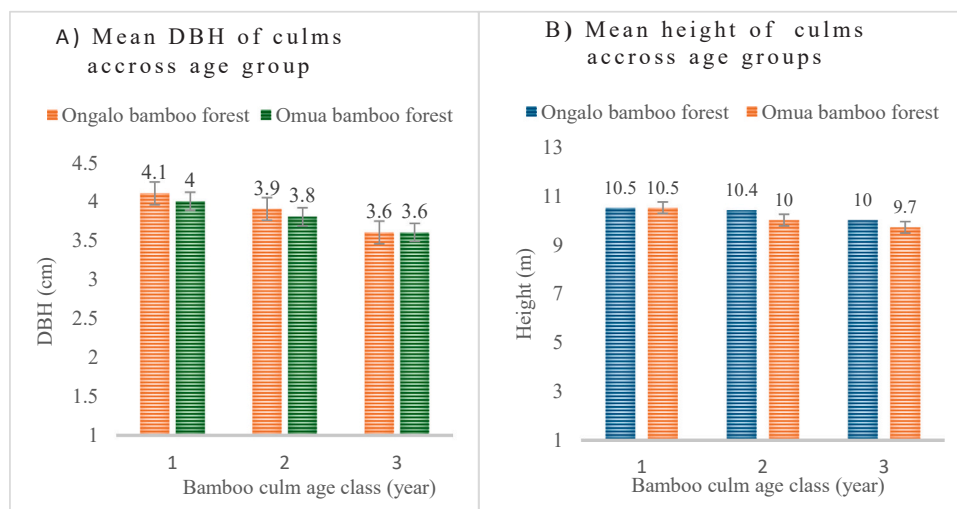 A) Mean DBH of culms
accross age group
Ongalo bamboo forest Omua bamboo forest
4.5
4
3.5
3
2.5
2
1.5
1
DBH (cm)
4.1 4 3.9 3.8 3.6 3.6
1 2 3
Bamboo culm age class (year)
B) Mean height of culms
accross age groups
Ongalo bamboo forest Omua bamboo forest
13
11
9
7
5
3
1
Height (m)
10.5 10.5 10.4 10 10 9.7
1 2 3
Bamboo culm age class (year)